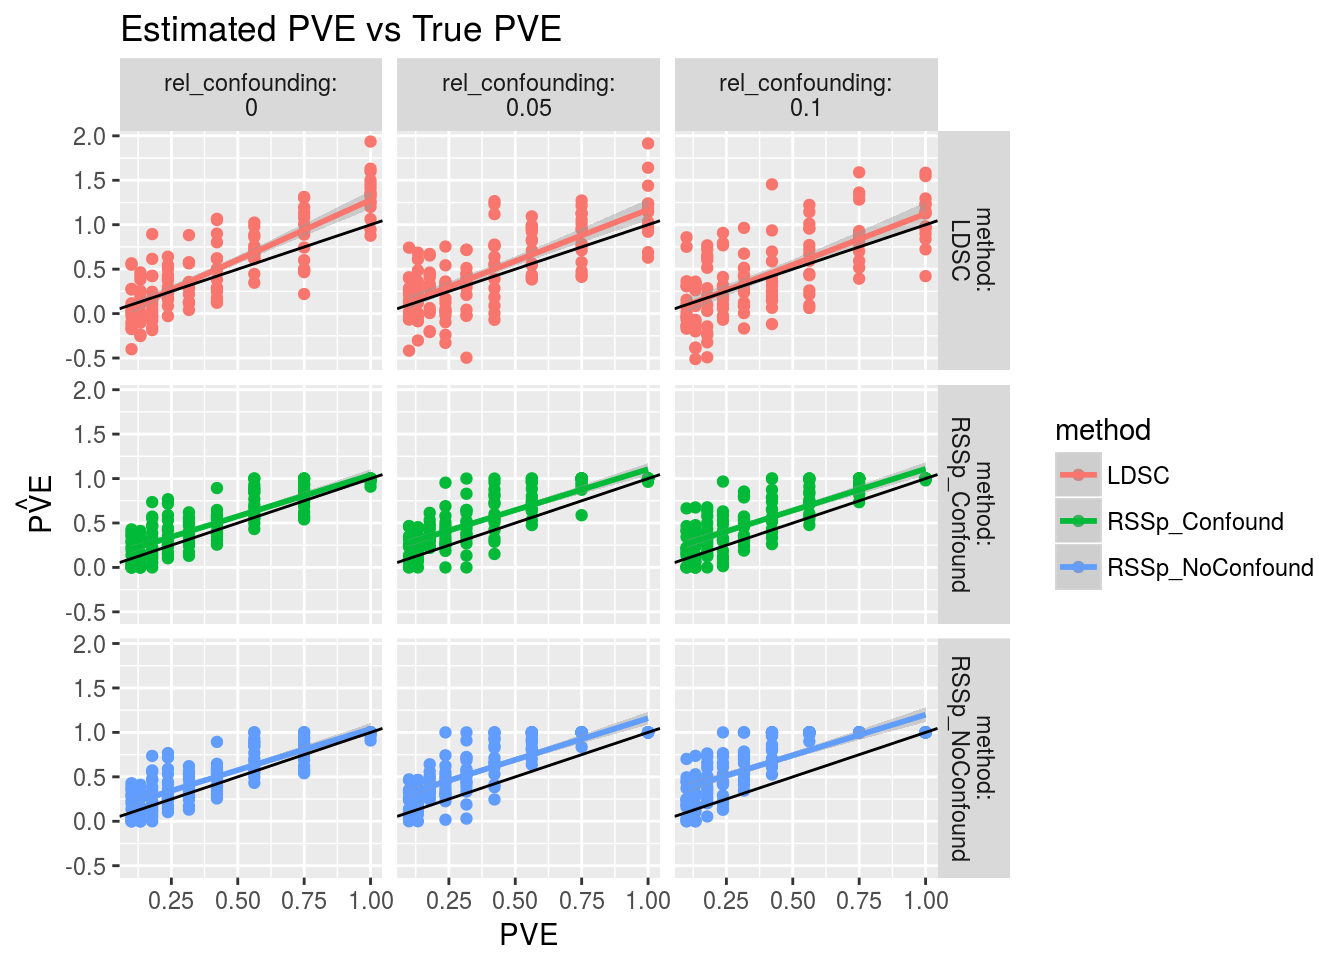 Estimated PVE vs True PVE
rel_confounding:
0
rel_confounding:
0.05
rel_confounding:
0.1
2.0
1.5
1.0
0.5
0.0
-0.5
method:
LDSC
2.0
1.5
1.0
0.5
0.0
-0.5
method:
RSSp_Confound
2.0
1.5
1.0
0.5
0.0
-0.5
method:
RSSp_NoConfound
PV̂E
0.25 0.50 0.75 1.00
0.25 0.50 0.75 1.00
0.25 0.50 0.75 1.00
PVE
method
LDSC
RSSp_Confound
RSSp_NoConfound